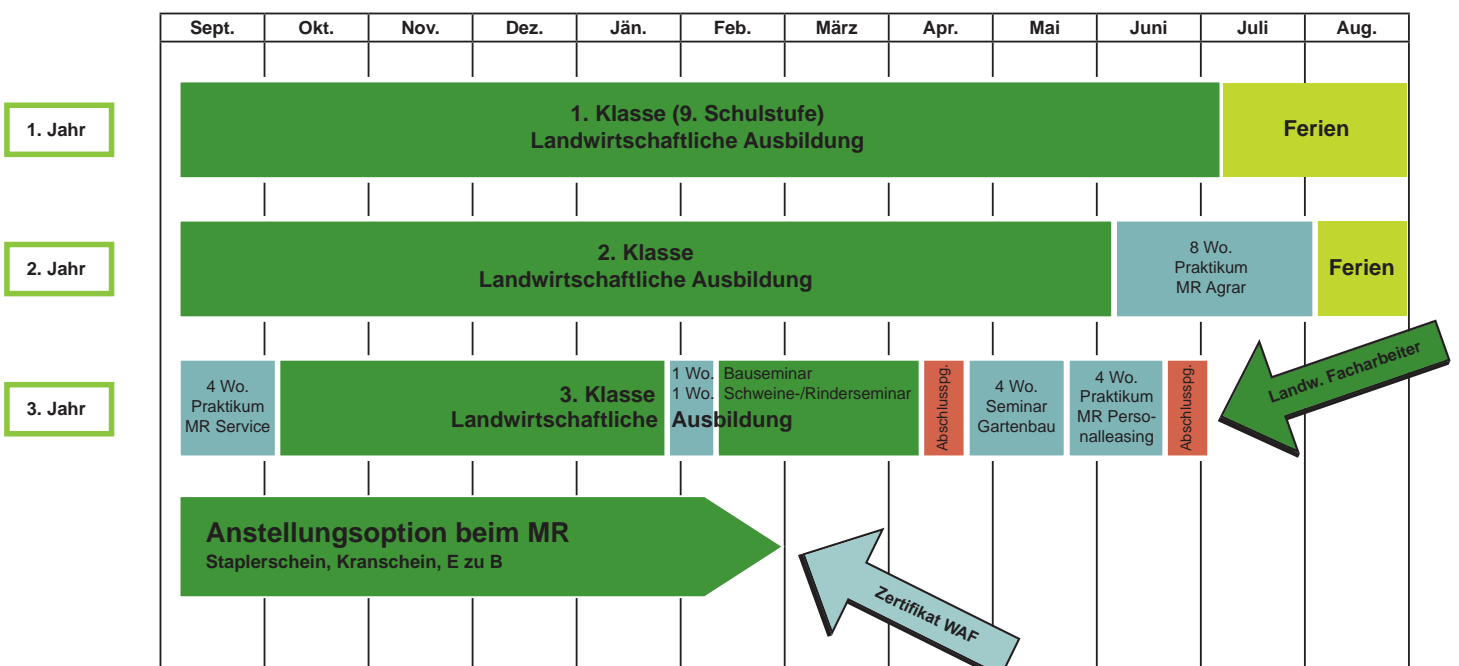 Sept. Okt. Nov. Dez. Jän. Feb. März Apr. Mai Juni Juli Aug.
1. Jahr
1. Klasse (9. Schulstufe)
Landwirtschaftliche Ausbildung
Ferien
2. Jahr
2. Klasse
Landwirtschaftliche Ausbildung
8 Wo.
Praktikum
MR Agrar
Ferien
3. Jahr
4 Wo.
Praktikum
MR Service
3. Klasse
Landwirtschaftliche Ausbildung
1 Wo. Bauseminar
1 Wo. Schweine-/Rinderseminar
Abschlusspg.
4 Wo.
Seminar
Gartenbau
4 Wo.
Praktikum
MR Perso-
nalleasing
Abschlusspg.
Landw. Facharbeiter
Anstellungsoption beim MR
Staplerschein, Kranschein, E zu B
Zertifikat WAF